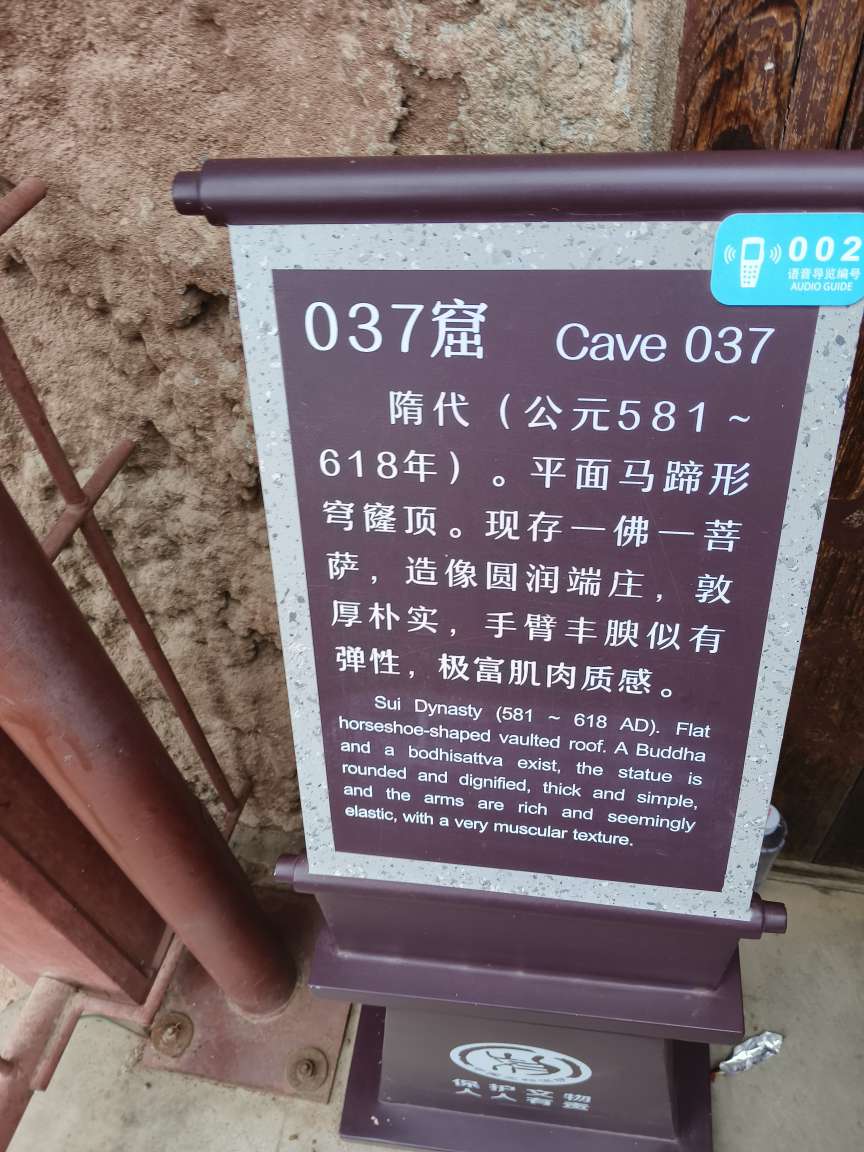 002
语音导览编号
AUDIO GUIDE
037窟 Cave 037
隋代（公元581～
618年）。平面马蹄形
穹窿顶。现存一佛一菩
萨，造像圆润端庄，敦
厚朴实，手臂丰腴似有
弹性，极富肌肉质感。
Sui Dynasty (581 ~ 618 AD). Flat
horseshoe-shaped vaulted roof. A Buddha
and a bodhisattva exist, the statue is
rounded and dignified, thick and simple,
and the arms are rich and seemingly
elastic, with a very muscular texture.
保护文物
人人有责